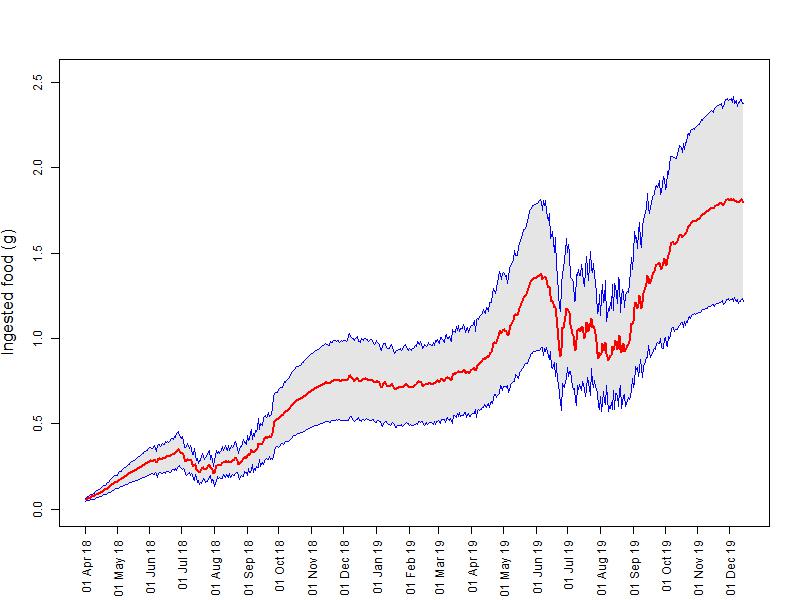 Ingested food (g)
2.5
2.0
1.5
1.0
0.5
0.0
01 Apr 18
01 May 18
01 Jun 18
01 Jul 18
01 Aug 18
01 Sep 18
01 Oct 18
01 Nov 18
01 Dec 18
01 Jan 19
01 Feb 19
01 Mar 19
01 Apr 19
01 May 19
01 Jun 19
01 Jul 19
01 Aug 19
01 Sep 19
01 Oct 19
01 Nov 19
01 Dec 19